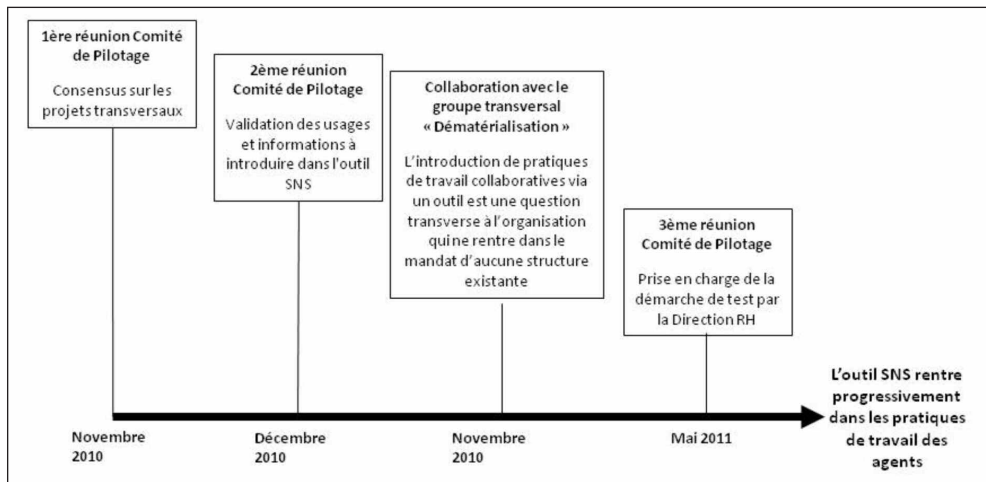 1ère réunion Comité
de Pilotage
Consensus sur les
projets transversaux
2ème réunion
Comité de Pilotage
Validation des usages
et informations à
introduire dans l'outil
SNS
Collaboration avec le
groupe transversal
« Dématérialisation »
L'introduction de pratiques
de travail collaboratives via
un outil est une question
transverse à l'organisation
qui ne rentre dans le
mandat d'aucune structure
existante
3ème réunion
Comité de Pilotage
Prise en charge de la
démarche de test par
la Direction RH
L'outil SNS rentre
progressivement
dans les pratiques
de travail des
agents
Novembre
2010
Décembre
2010
Novembre
2010
Mai 2011